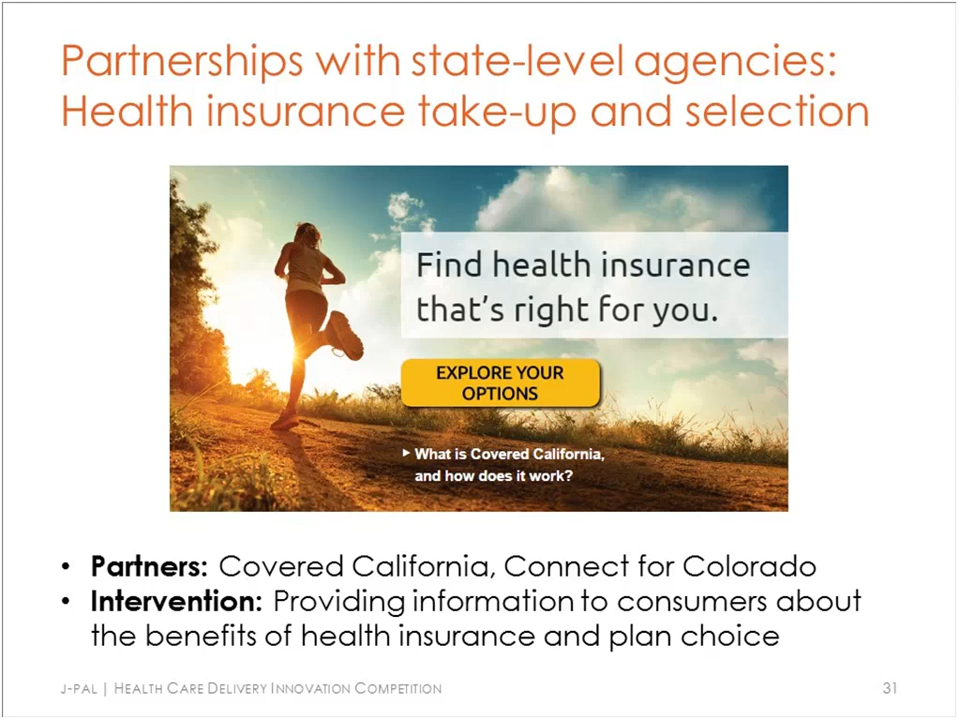 Partnerships with state-level agencies:
Health insurance take-up and selection
Find health insurance
that's right for you.
EXPLORE YOUR
OPTIONS
What is Covered California,
and how does it work?
• Partners: Covered California, Connect for Colorado
• Intervention: Providing information to consumers about
the benefits of health insurance and plan choice
J-PAL | HEALTH CARE DELIVERY INNOVATION COMPETITION
31